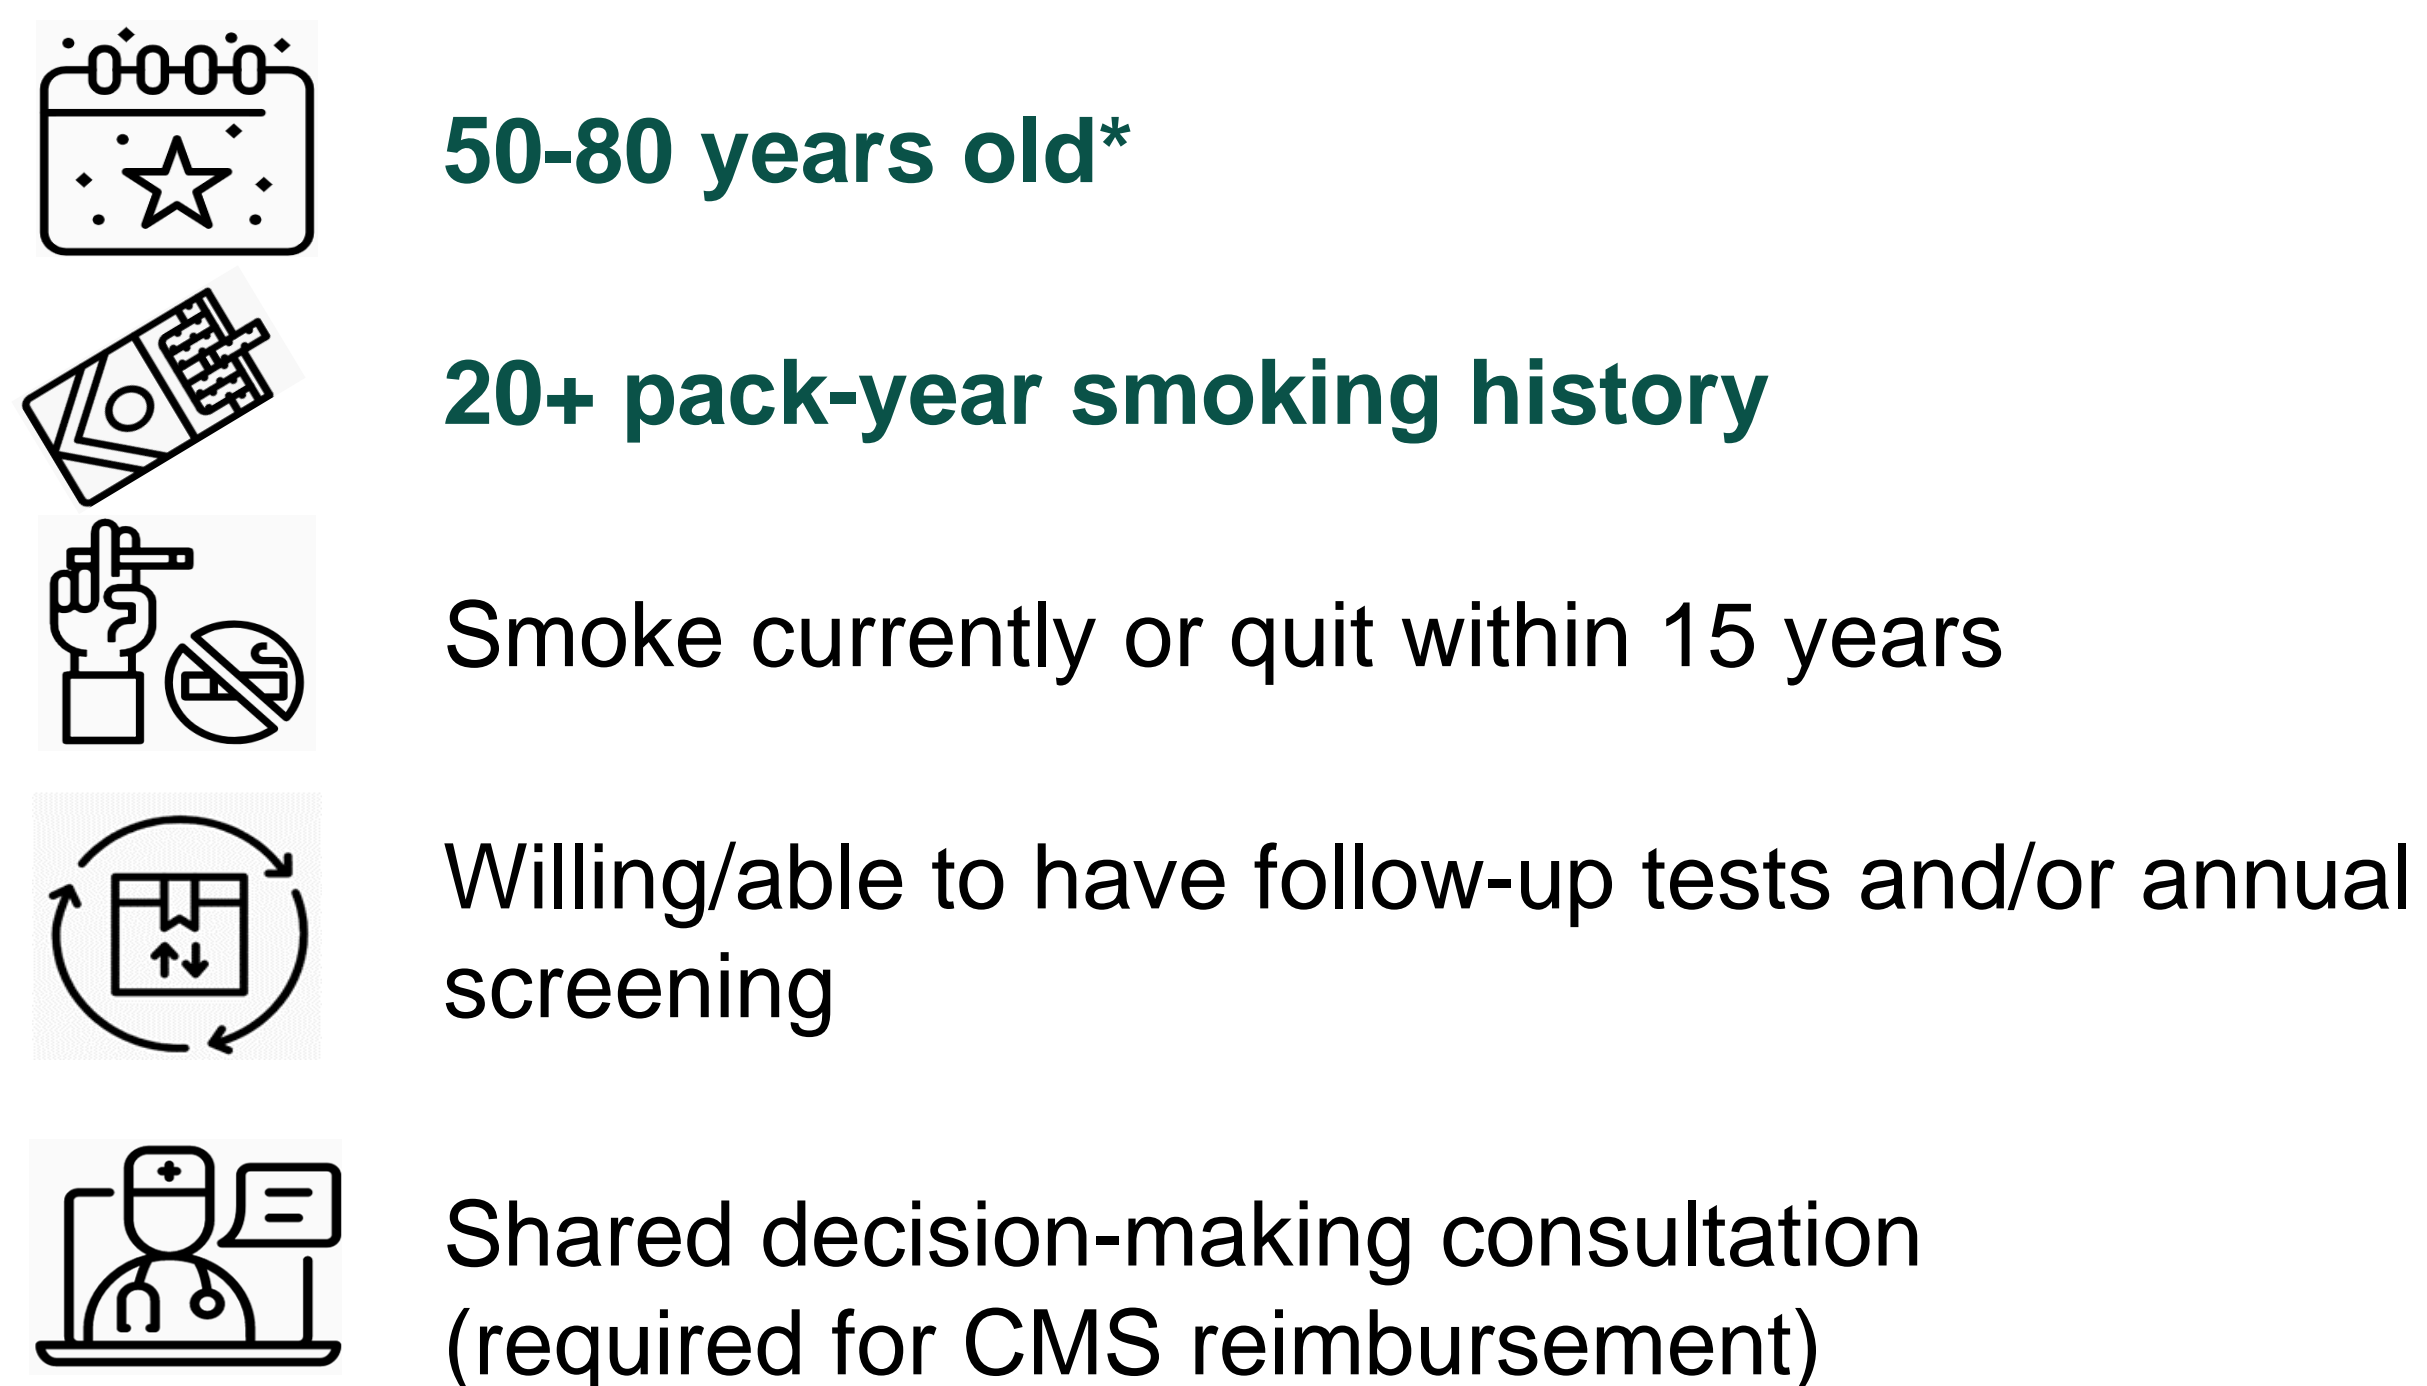 50-80 years old*
20+ pack-year smoking history
Smoke currently or quit within 15 years
Willing/able to have follow-up tests and/or annual
screening
Shared decision-making consultation
(required for CMS reimbursement)